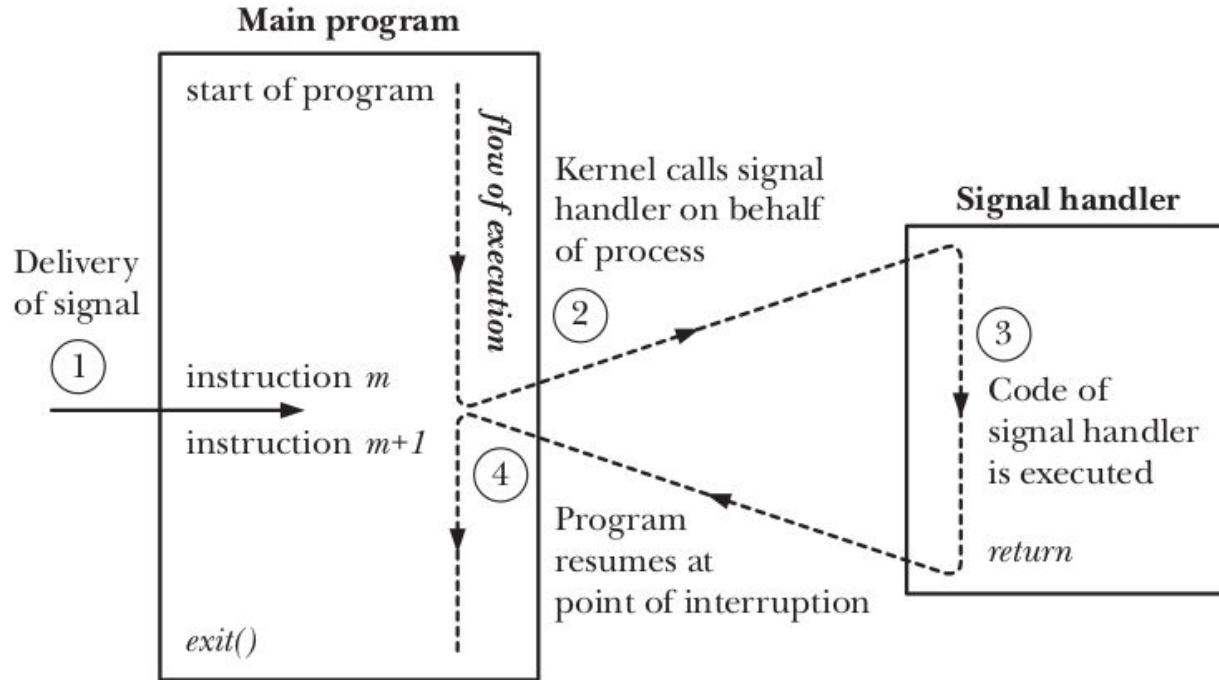 Main program
start of program
flow of execution
Kernel calls signal
handler on behalf
of process
2
Signal handler
Delivery
of signal
1
instruction m
instruction m+1
3
Code of
signal handler
is executed
return
4
Program
resumes at
point of interruption
exit()